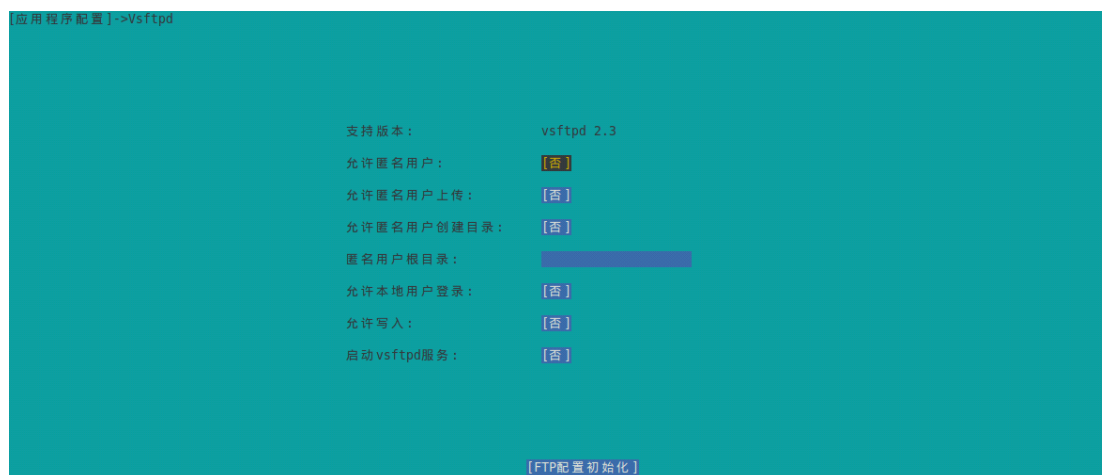 [应用程序配置]->Vsftpd
支持版本: vsftpd 2.3
允许匿名用户: [否]
允许匿名用户上传: [否]
允许匿名用户创建目录: [否]
匿名用户根目录:
允许本地用户登录: [否]
允许写入: [否]
启动vsftpd服务: [否]
[FTP配置初始化]